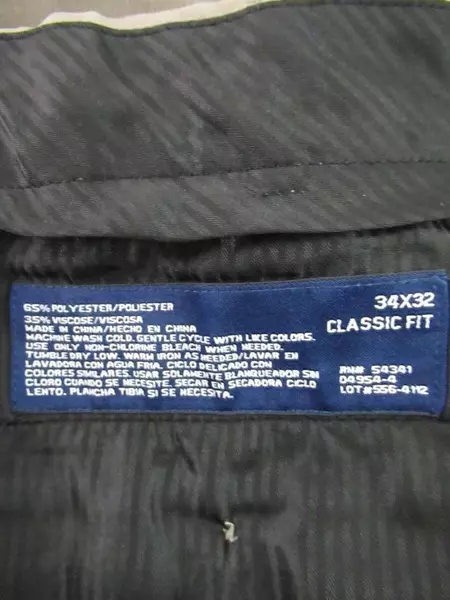 34X32
CLASSIC FIT
65% POLYESTER/POLIESTER
35% VISCOSE/VISCOSA
MADE IN CHINA/HECHO EN CHINA
MACHINE WASH COLD. GENTLE CYCLE WITH LIKE COLORS.
USE ONLY NON-CHLORINE BLEACH WHEN NEEDED.
TUMBLE DRY LOW. WARM IRON AS NEEDED/LAVAR EN
LAVADORA CON AGUA FRIA. CICLO DELICADO CON
COLORES SIMILARES. USAR SOLAMENTE BLANQUEADOR SIN
CLORO CUANDO SE NECESITE. SECAR EN SECADORA CICLO
LENTO. PLANCHA TIBIA SI SE NECESITA.
RN# 54341
04954-4
LOT#556-4112